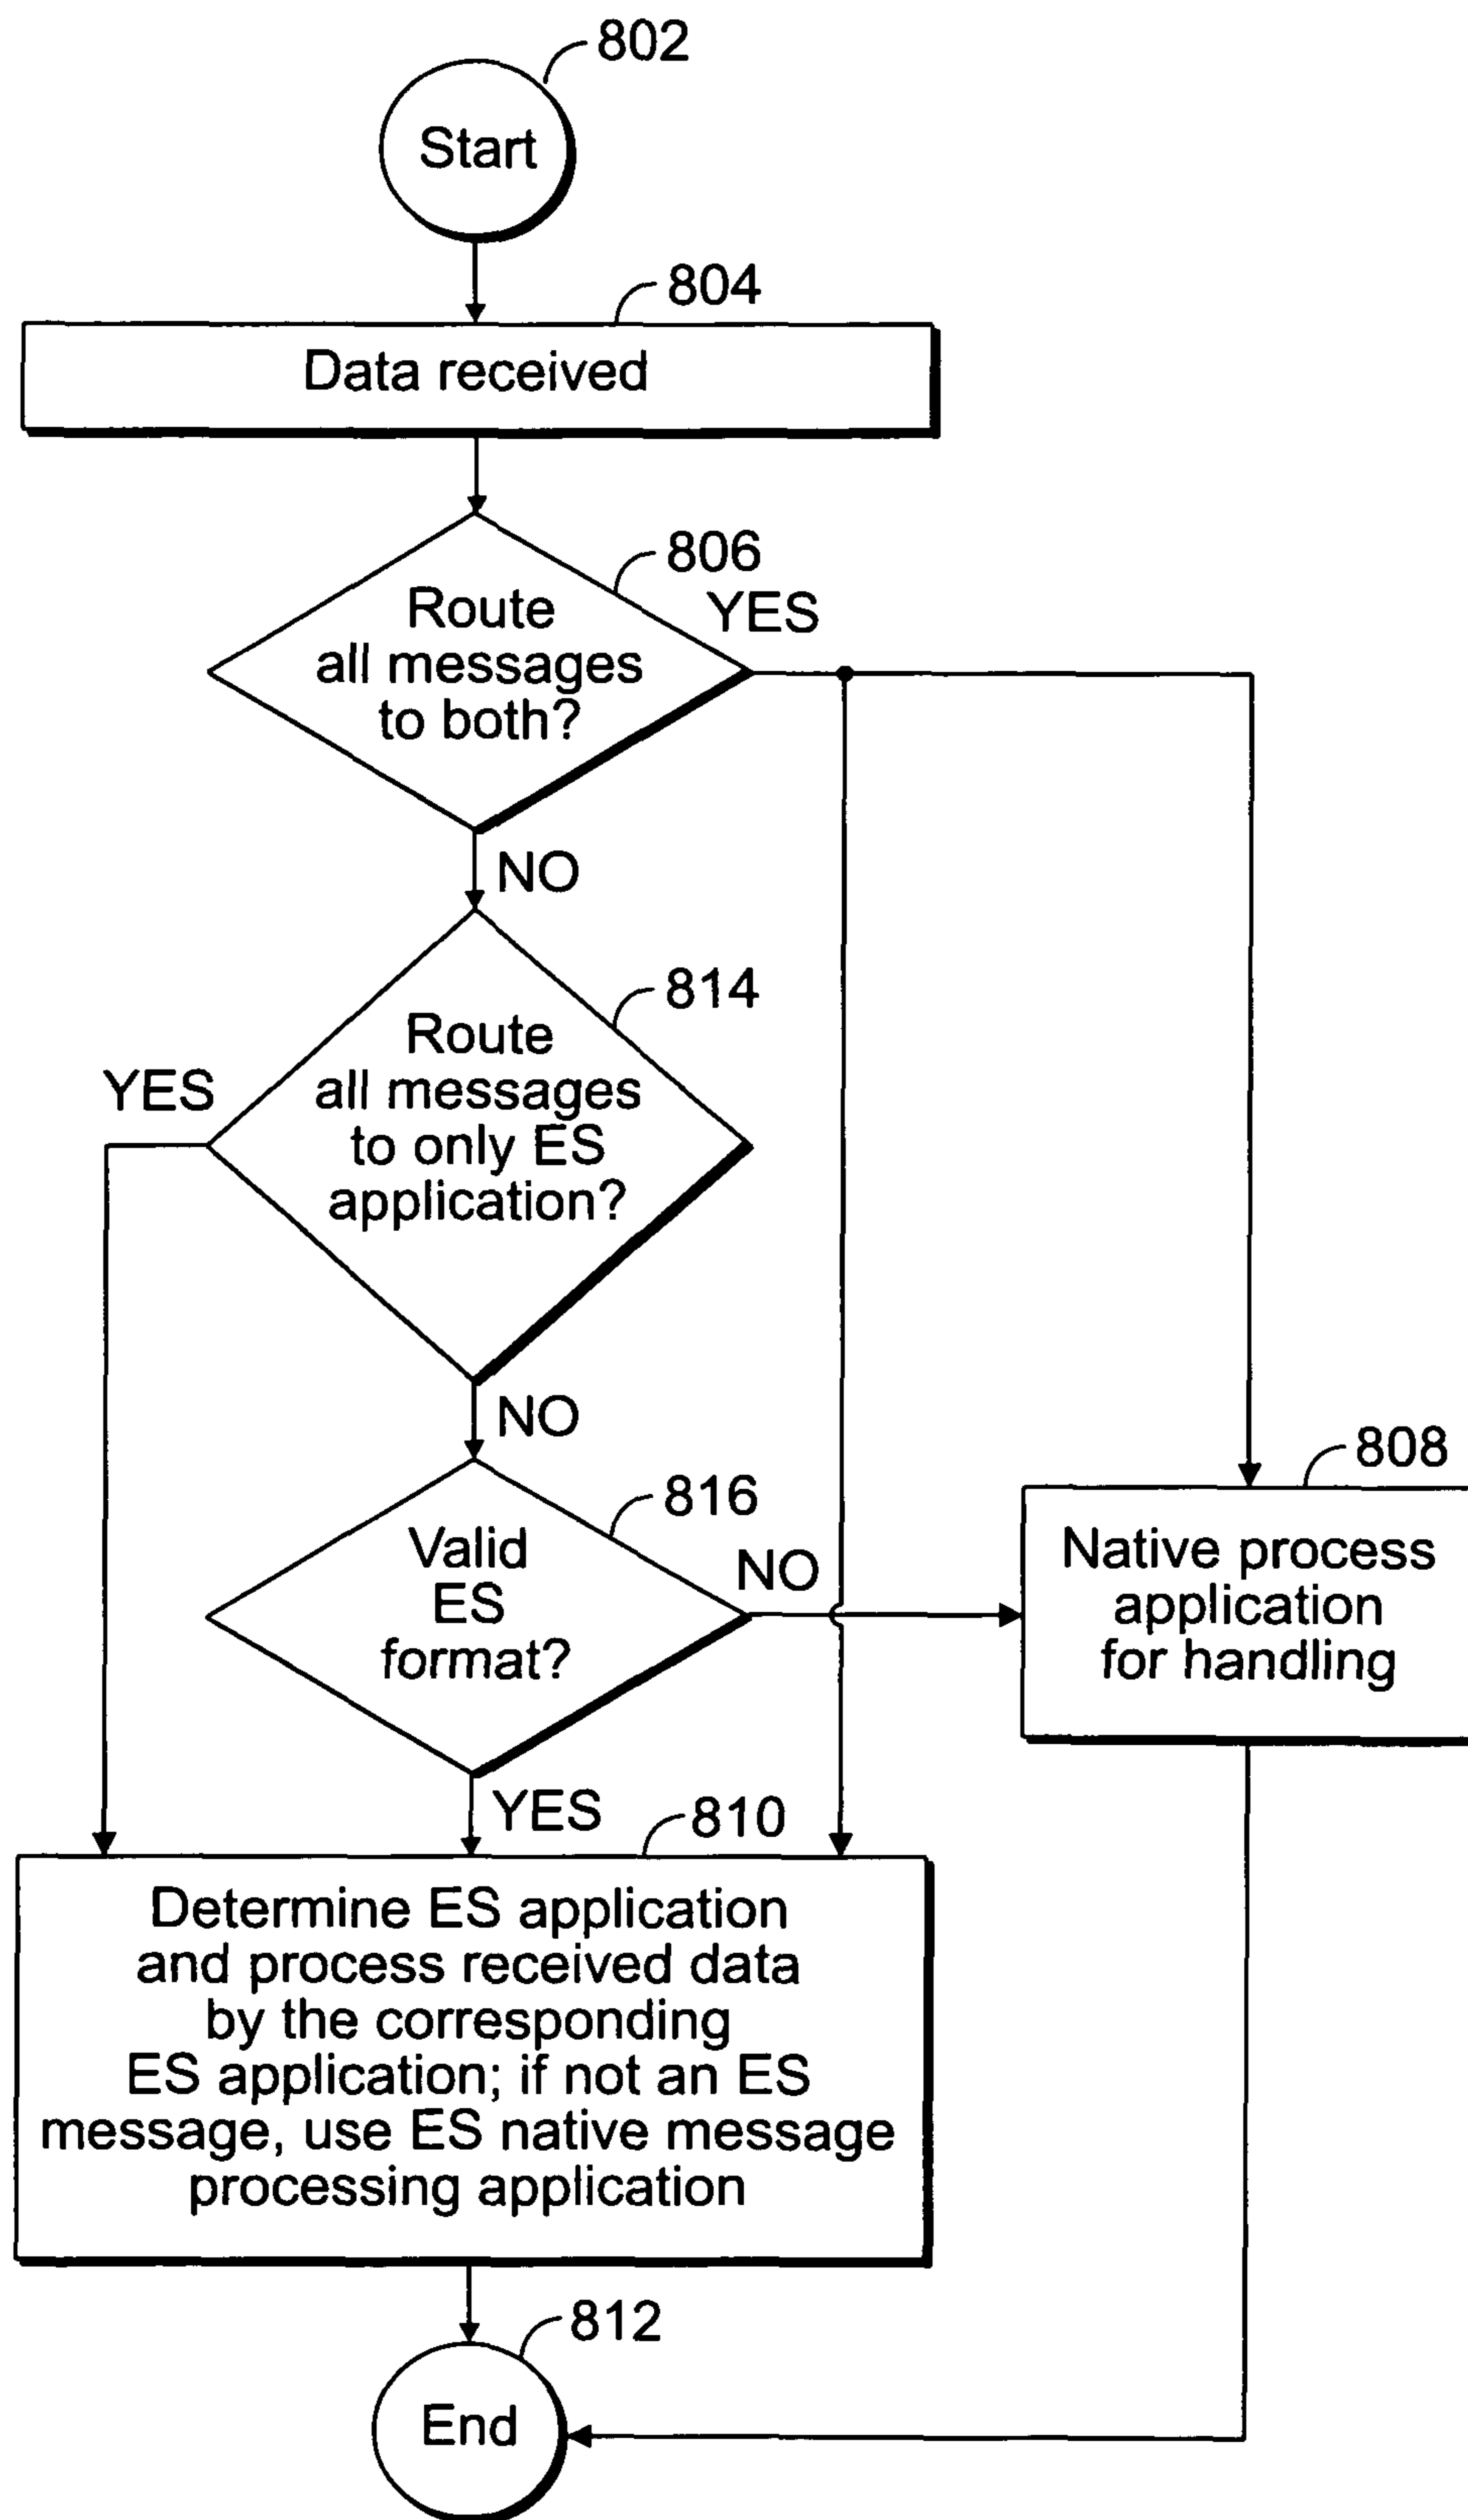 802
Start
804
Data received
806
YES
Route
all messages
to both?
NO
814
Route
all messages
to only ES
application?
YES
NO
808
816
Valid
ES
format?
NO
Native process
application
for handling
YES
810
Determine ES application
and process received data
by the corresponding
ES application; if not an ES
message, use ES native message
processing application
812
End